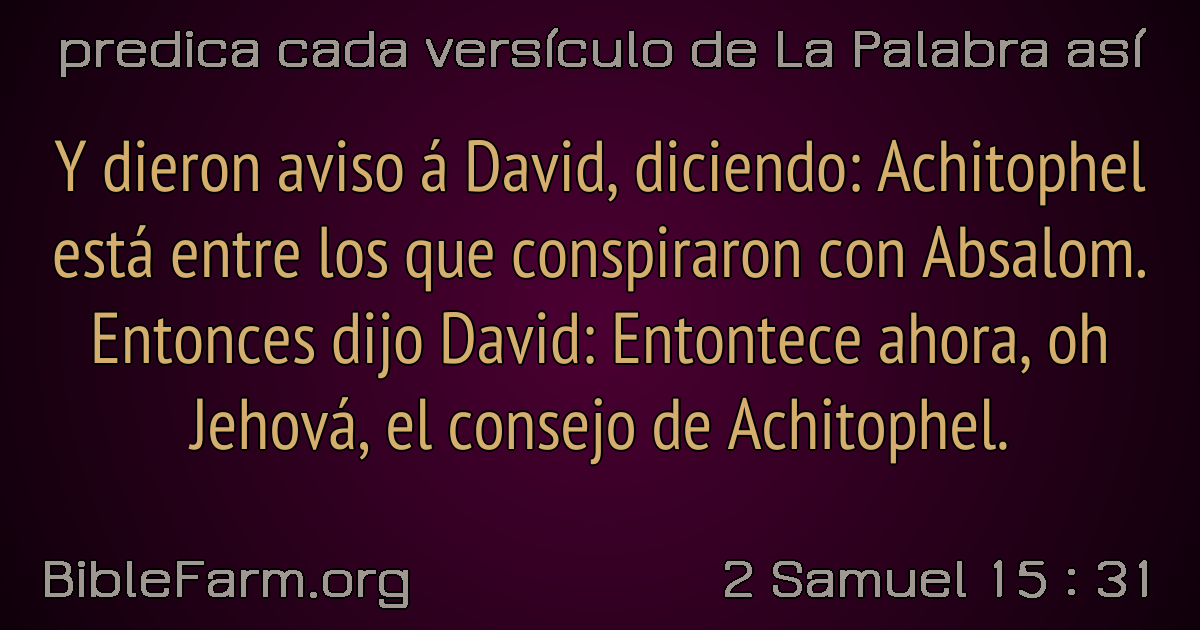 predica cada versículo de La Palabra así
Y dieron aviso á David, diciendo: Achitophel
está entre los que conspiraron con Absalom.
Entonces dijo David: Entontece ahora, oh
Jehová, el consejo de Achitophel.
BibleFarm.org
2 Samuel 15 : 31